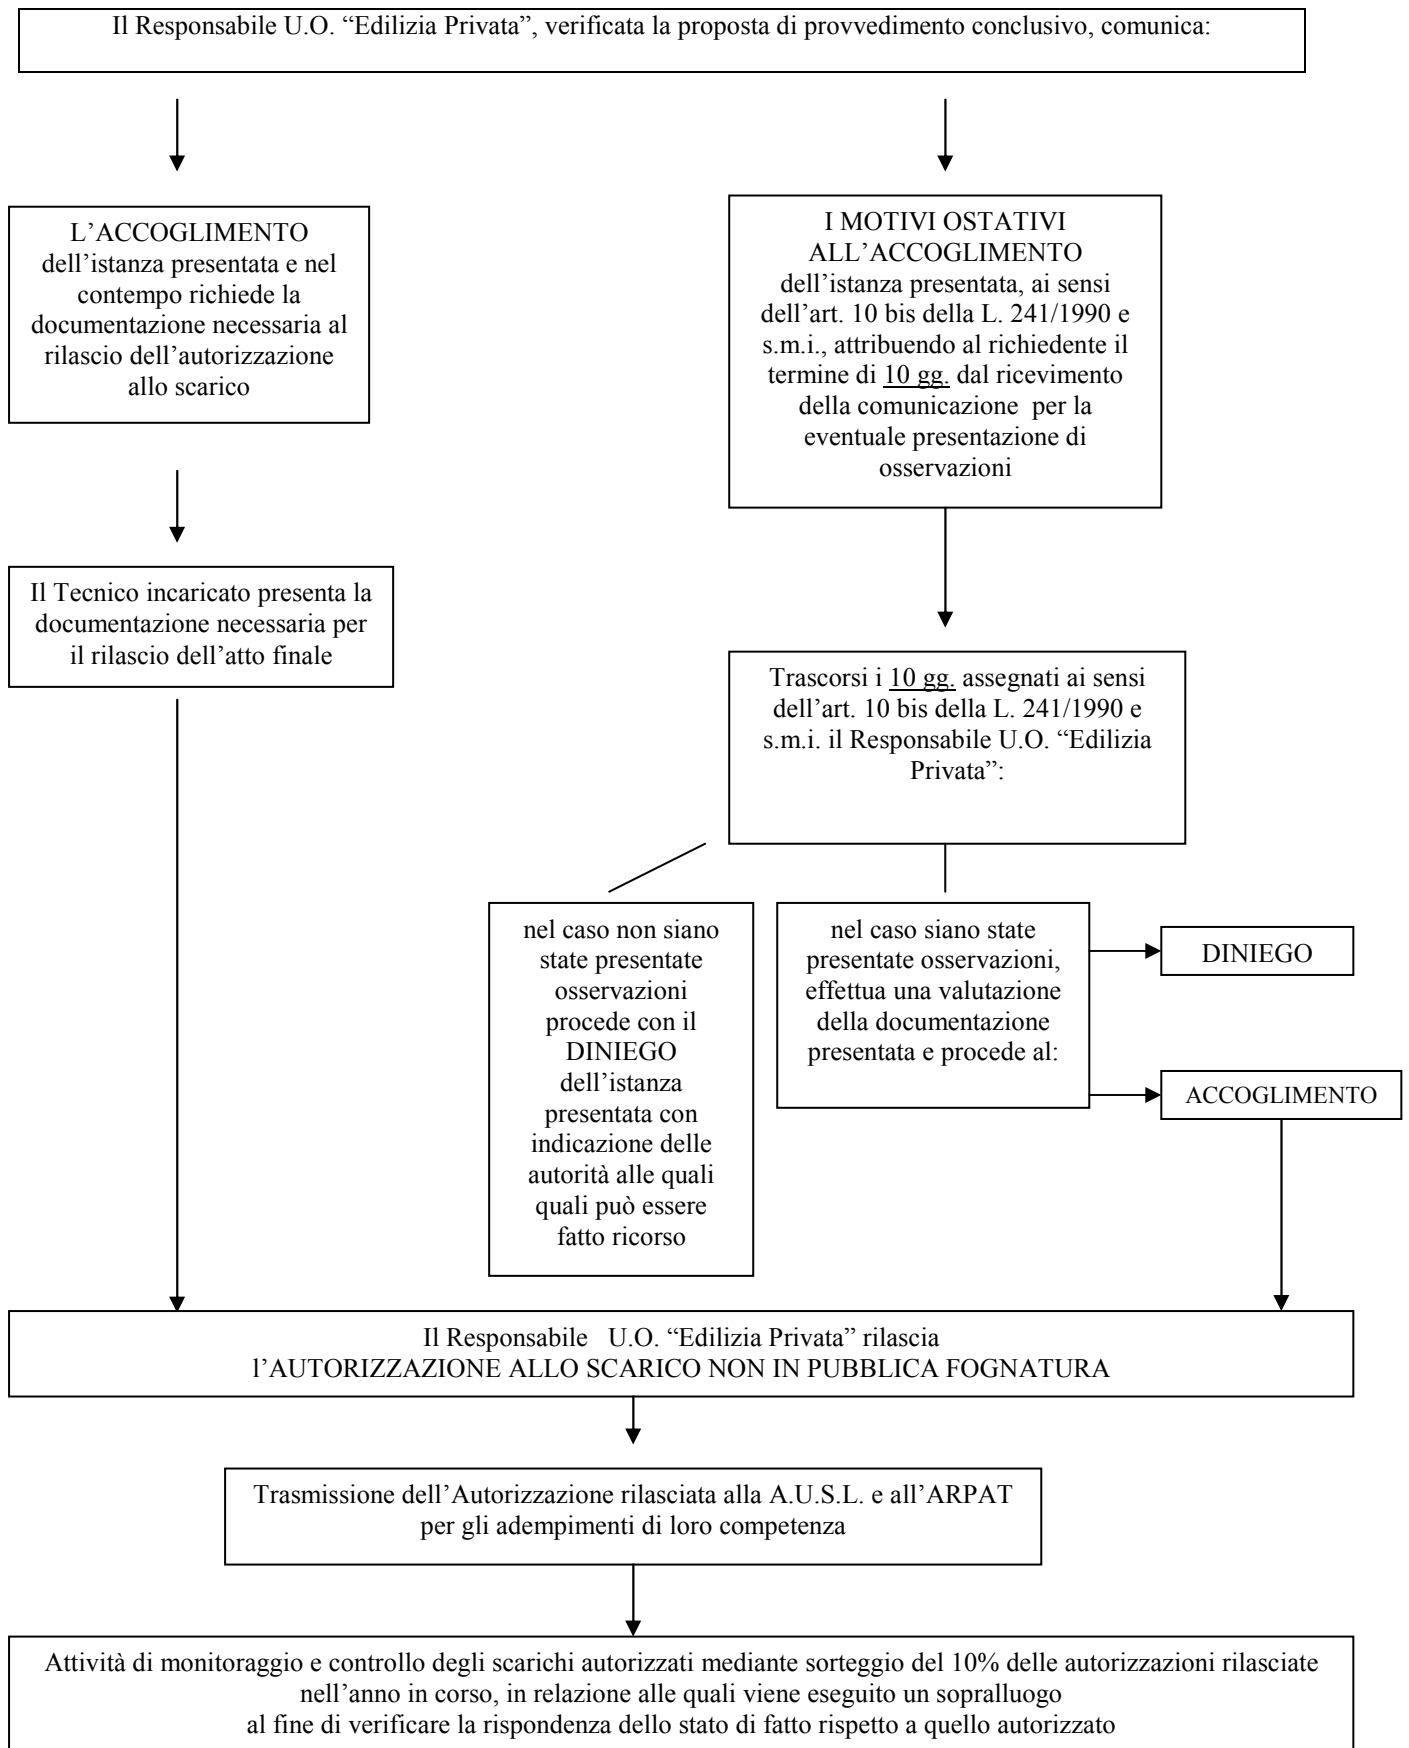 Il Responsabile U.O. “Edilizia Privata”, verificata la proposta di provvedimento conclusivo, comunica:
L’ACCOGLIMENTO
dell’istanza presentata e nel
contempo richiede la
documentazione necessaria al
rilascio dell’autorizzazione
allo scarico
I MOTIVI OSTATIVI
ALL’ACCOGLIMENTO
dell’istanza presentata, ai sensi
dell’art. 10 bis della L. 241/1990 e
s.m.i., attribuendo al richiedente il
termine di 10 gg. dal ricevimento
della comunicazione per la
eventuale presentazione di
osservazioni
Il Tecnico incaricato presenta la
documentazione necessaria per
il rilascio dell’atto finale
Trascorsi i 10 gg. assegnati ai sensi
dell’art. 10 bis della L. 241/1990 e
s.m.i. il Responsabile U.O. “Edilizia
Privata”:
nel caso non siano
state presentate
osservazioni
procede con il
DINIEGO
dell’istanza
presentata con
indicazione delle
autorità alle quali
quali può essere
fatto ricorso
nel caso siano state
presentate osservazioni,
effettua una valutazione
della documentazione
presentata e procede al:
DINIEGO
ACCOGLIMENTO
Il Responsabile U.O. “Edilizia Privata” rilascia
l’AUTORIZZAZIONE ALLO SCARICO NON IN PUBBLICA FOGNATURA
Trasmissione dell’Autorizzazione rilasciata alla A.U.S.L. e all’ARPAT
per gli adempimenti di loro competenza
Attività di monitoraggio e controllo degli scarichi autorizzati mediante sorteggio del 10% delle autorizzazioni rilasciate
nell’anno in corso, in relazione alle quali viene eseguito un sopralluogo
al fine di verificare la rispondenza dello stato di fatto rispetto a quello autorizzato